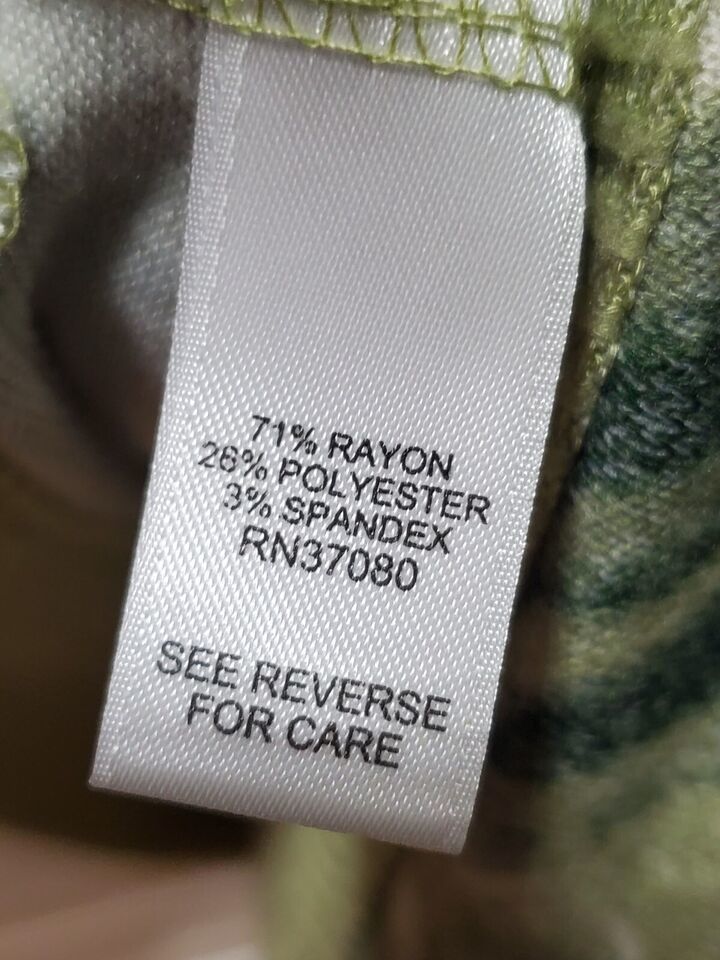 71% RAYON
26% POLYESTER
3% SPANDEX
RN37080
SEE REVERSE
FOR CARE